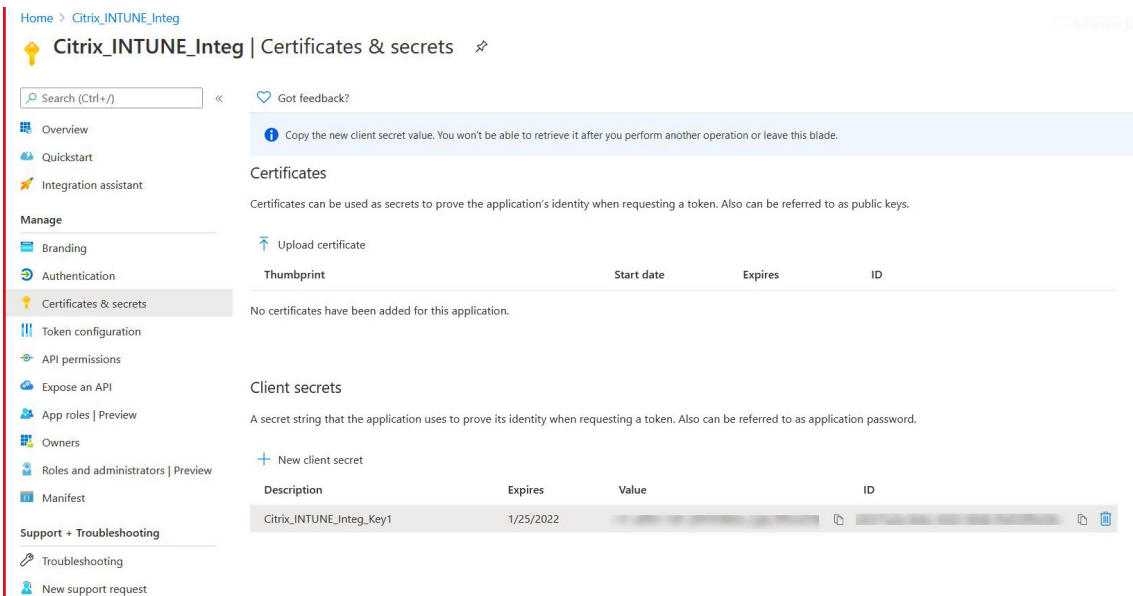 Home > Citrix_INTUNE_Integ
Citrix_INTUNE_Integ | Certificates & secrets
Search (Ctrl+/)
«
Got feedback?
Overview
Quickstart
Integration assistant
Manage
Branding
Authentication
Certificates & secrets
Token configuration
API permissions
Expose an API
App roles | Preview
Owners
Roles and administrators | Preview
Manifest
Support + Troubleshooting
Troubleshooting
New support request
Copy the new client secret value. You won't be able to retrieve it after you perform another operation or leave this blade.
Certificates
Certificates can be used as secrets to prove the application's identity when requesting a token. Also can be referred to as public keys.
Upload certificate
Thumbprint Start date Expires ID
No certificates have been added for this application.
Client secrets
A secret string that the application uses to prove its identity when requesting a token. Also can be referred to as application password.
+ New client secret
Description Expires Value ID
Citrix_INTUNE_Integ_Key1 1/25/2022